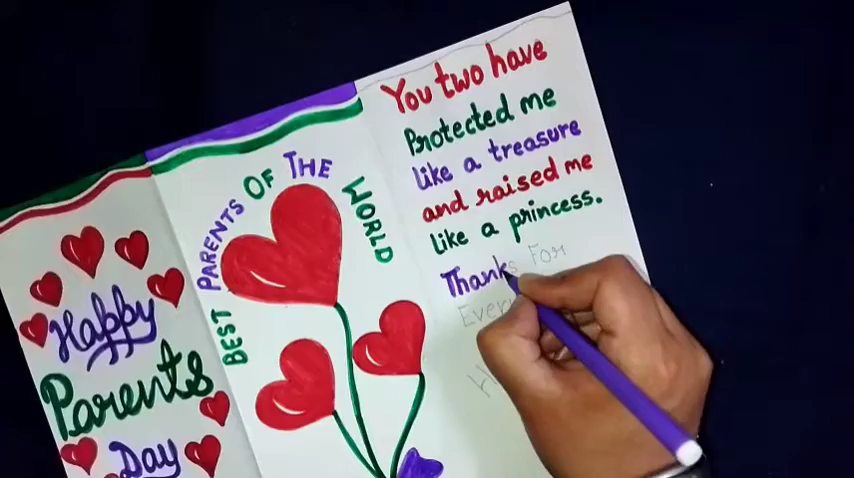 Happy
Parents
Day
BEST PARENTS OF THE WORLD
You two have
Protected me
like a treasure
and raised me
like a princess.
Thanks For